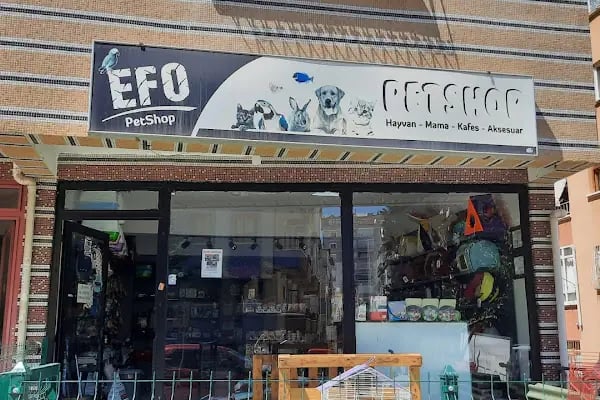 EFO
PetShop
PETSHOP
Hayvan - Mama - Kafes - Aksesuar